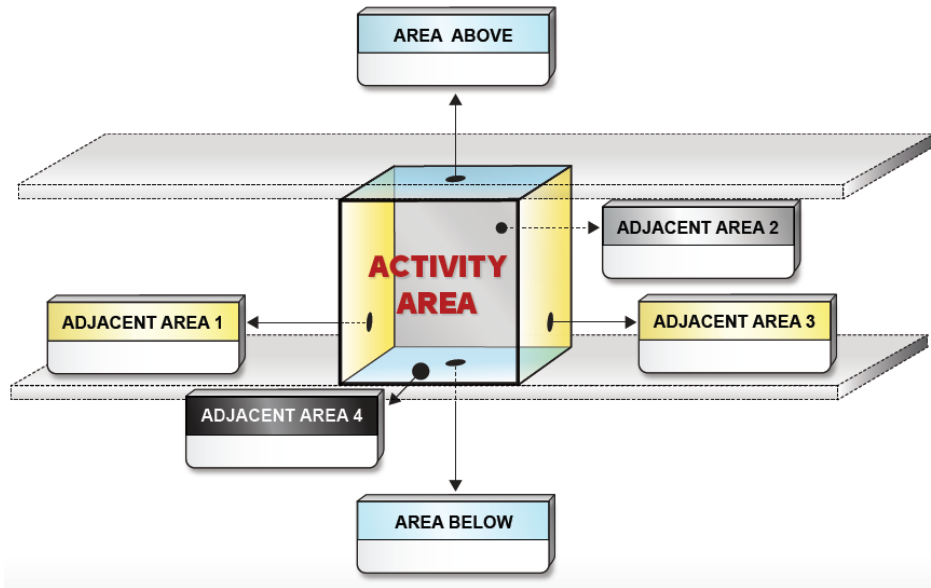 AREA ABOVE
ADJACENT AREA 2
ACTIVITY
AREA
ADJACENT AREA 1
ADJACENT AREA 3
ADJACENT AREA 4
AREA BELOW